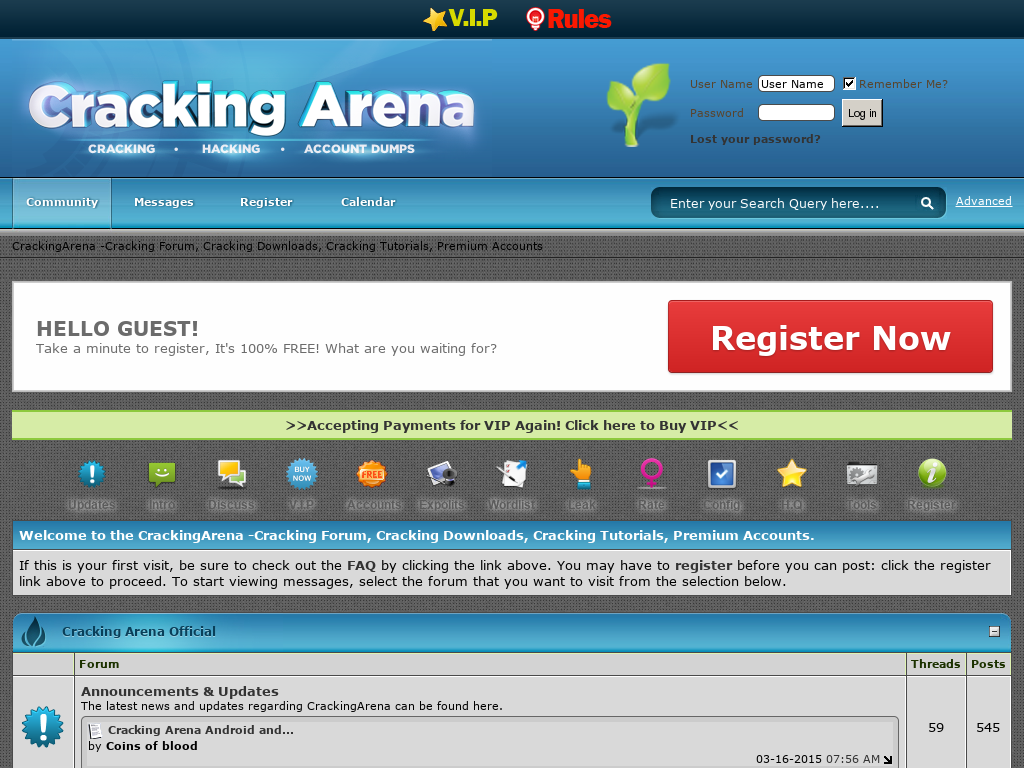 V.I.P Rules
Cracking Arena
CRACKING • HACKING • ACCOUNT DUMPS
User Name User Name Remember Me?
Password Log in
Lost your password?
Community Messages Register Calendar
Enter your Search Query here.... Advanced
CrackingArena -Cracking Forum, Cracking Downloads, Cracking Tutorials, Premium Accounts
HELLO GUEST!
Take a minute to register, It's 100% FREE! What are you waiting for?
Register Now
>>Accepting Payments for VIP Again! Click here to Buy VIP<<
BUY NOW FREE
Updates Intro Discuss V.I.P Accounts Expolits Wordlist Leak Rate Config H.Q Tools Register
Welcome to the CrackingArena -Cracking Forum, Cracking Downloads, Cracking Tutorials, Premium Accounts.
If this is your first visit, be sure to check out the FAQ by clicking the link above. You may have to register before you can post: click the register
link above to proceed. To start viewing messages, select the forum that you want to visit from the selection below.
Cracking Arena Official
Forum Threads Posts
Announcements & Updates
The latest news and updates regarding CrackingArena can be found here.
Cracking Arena Android and...
by Coins of blood
59 545
03-16-2015 07:56 AM